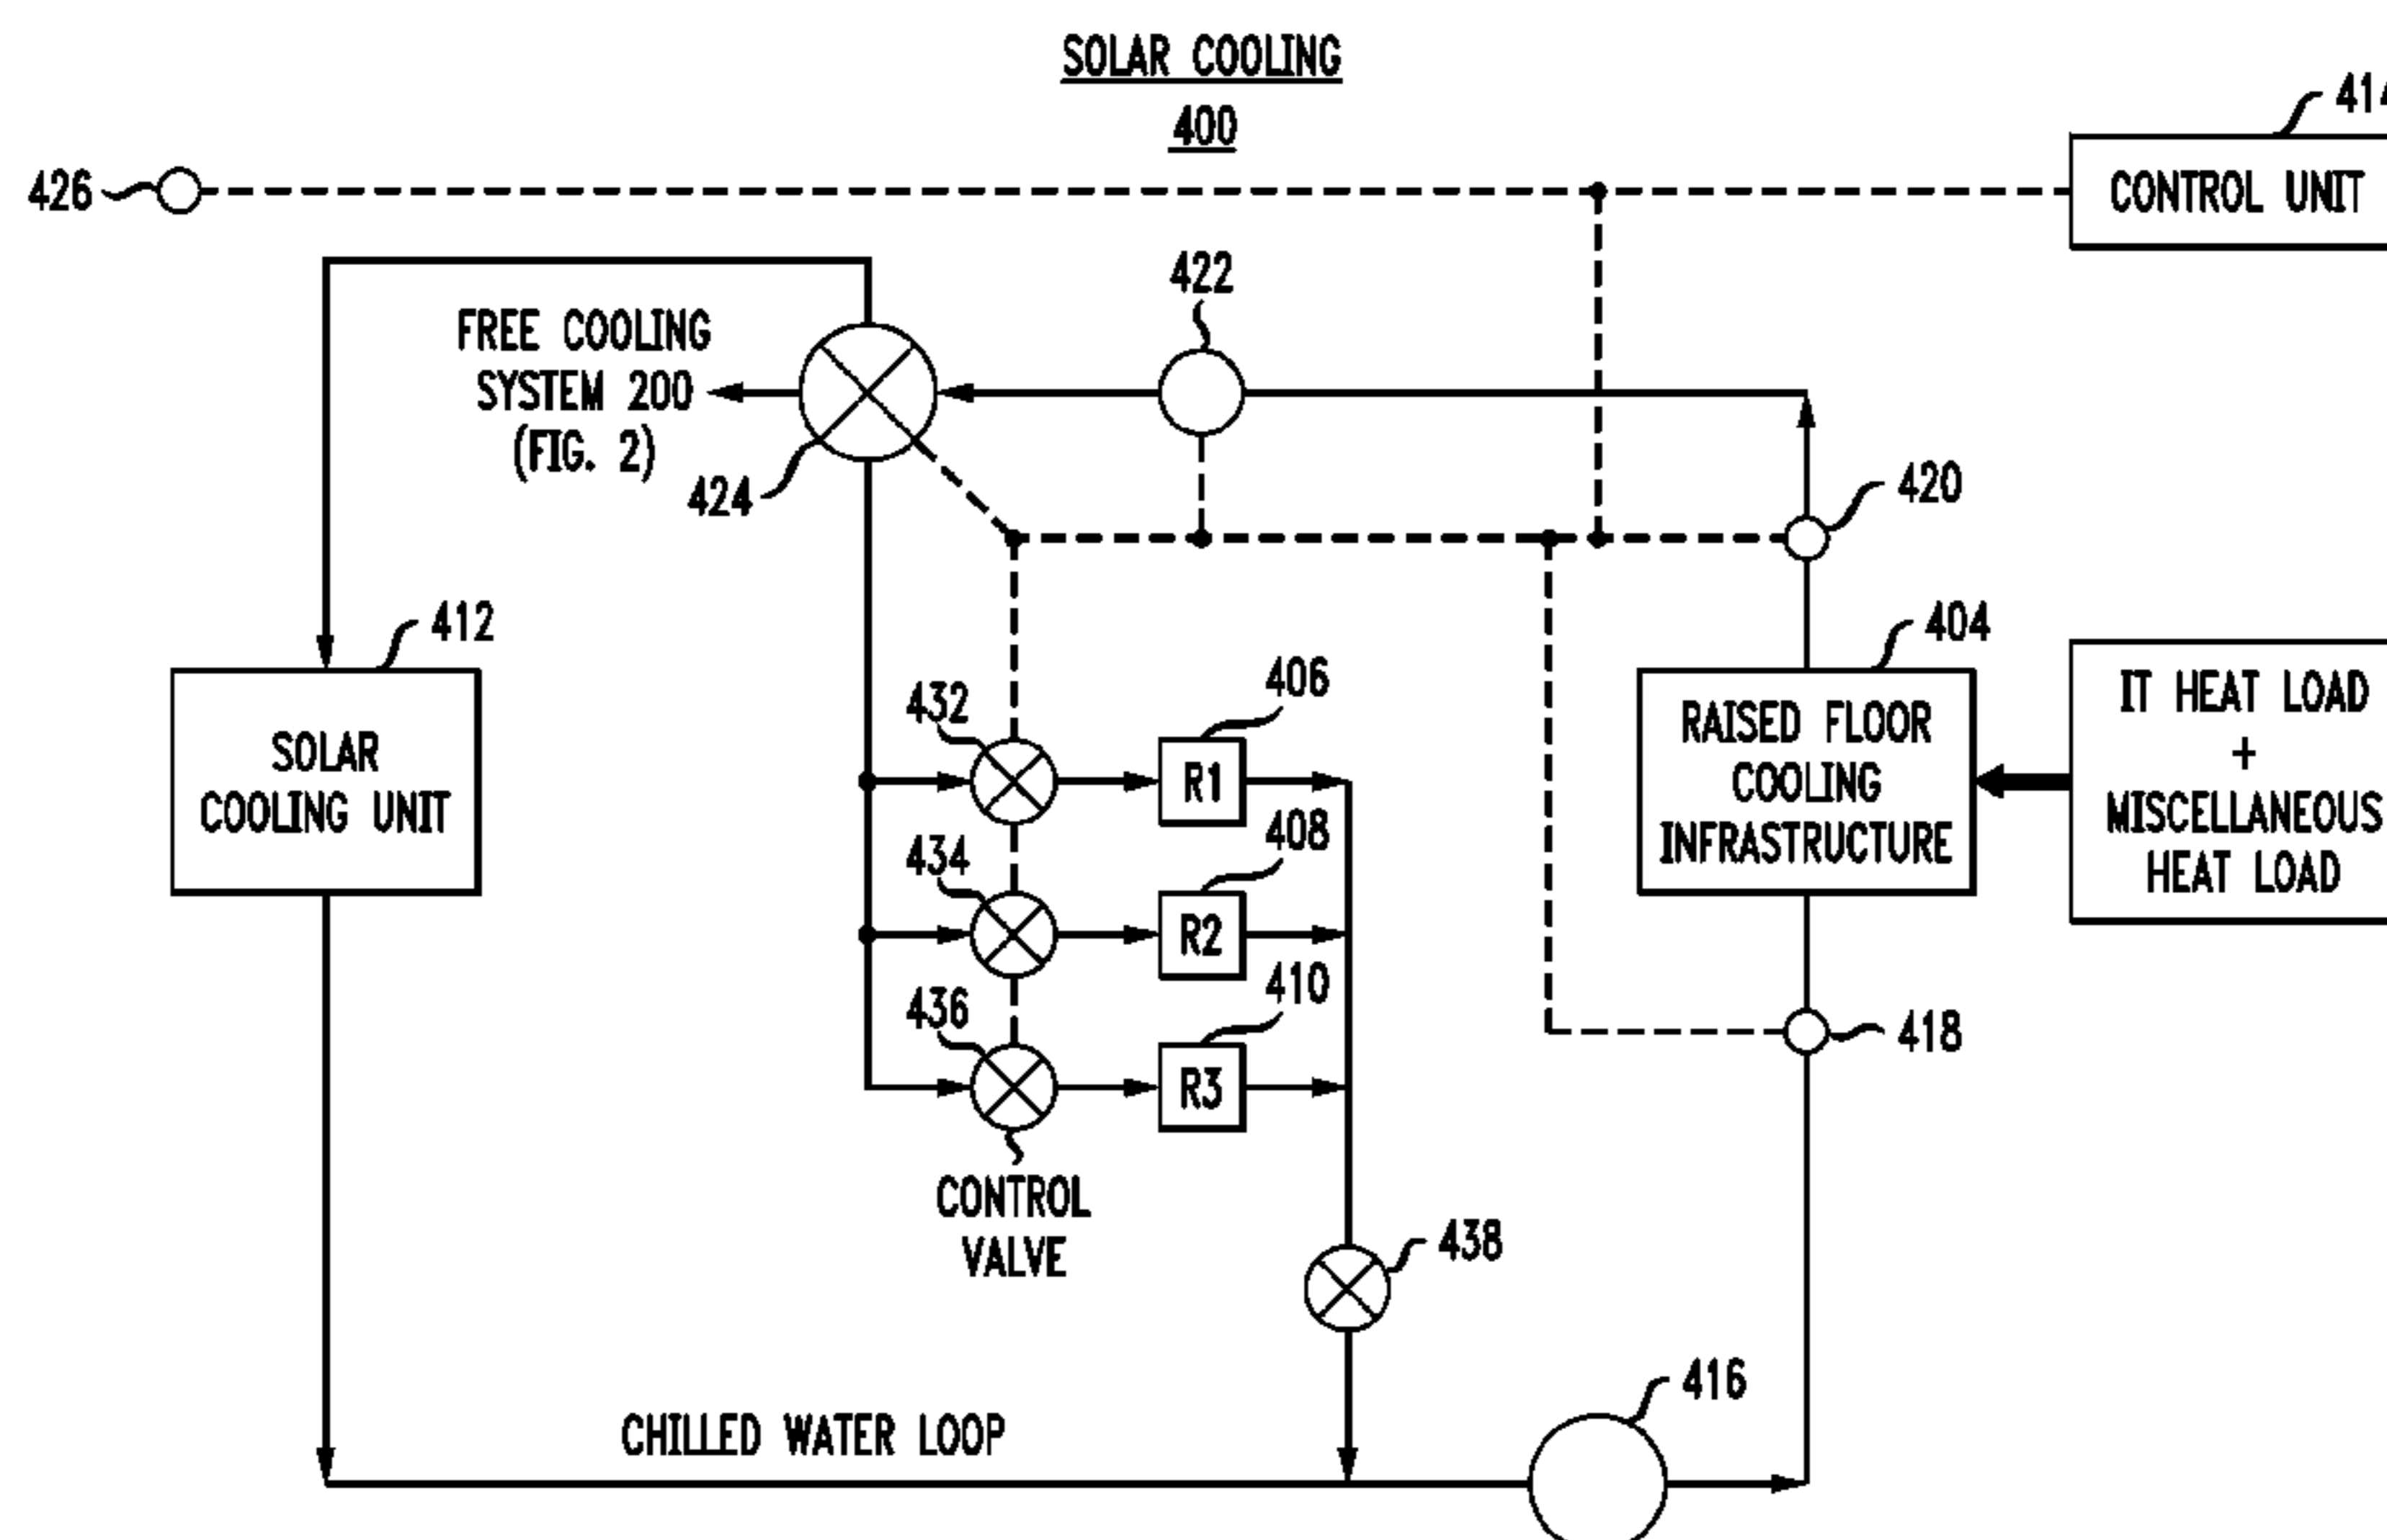 SOLAR COOLING
400
414
426
CONTROL UNIT
422
FREE COOLING
SYSTEM 200
(FIG. 2)
424
420
412
404
406
432
SOLAR
COOLING UNIT
R1
RAISED FLOOR
COOLING
INFRASTRUCTURE
IT HEAT LOAD
+
MISCELLANEOUS
HEAT LOAD
408
434
R2
410
436
R3
418
CONTROL
VALVE
438
416
CHILLED WATER LOOP